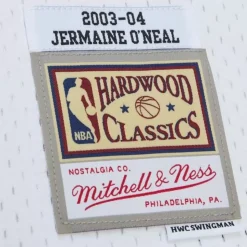 2003-04
JERMAINE O'NEAL
HARDWOOD
NBA
CLASSICS
NOSTALGIA CO.
Mitchell & Ness
PHILADELPHIA, PA.
HWC SWINGMAN